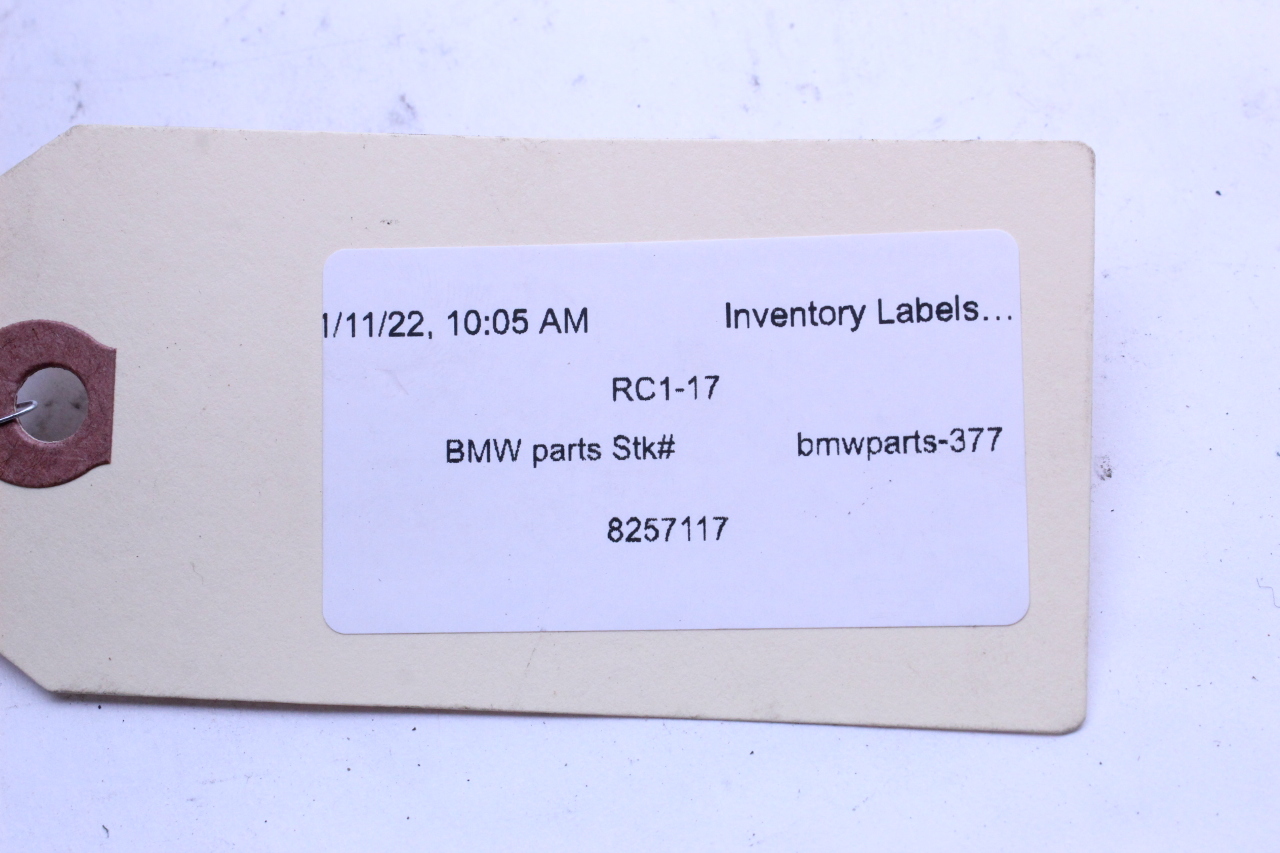 1/11/22, 10:05 AM Inventory Labels...
RC1-17
BMW parts Stk# bmwparts-377
8257117